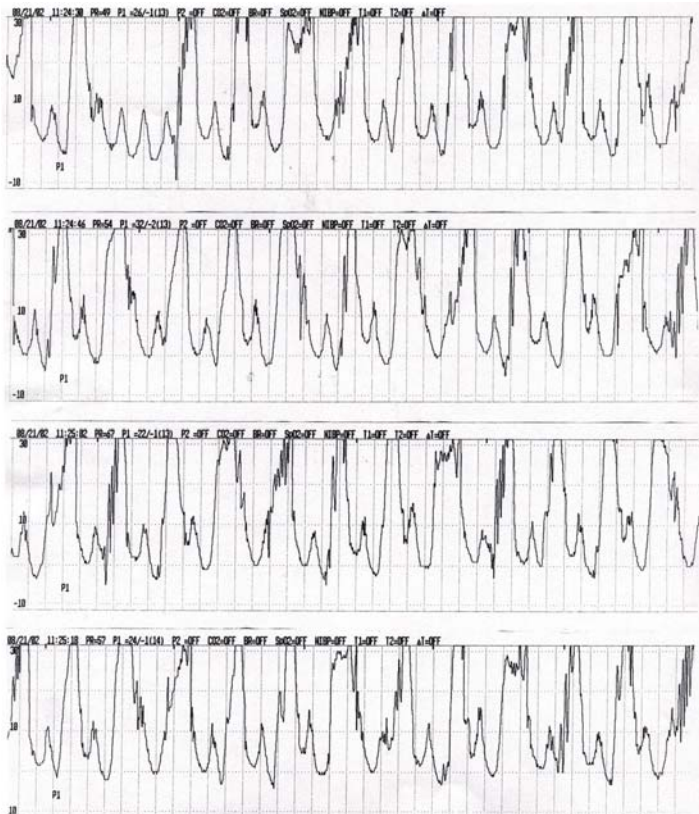 08/21/02 11:24:30 PR=49 P1 =26/-1(13) P2 =OFF CO2=OFF BR=OFF SpO2=OFF NIBP=OFF T1=OFF T2=OFF ΔT=OFF
30
10
P1
-10
08/21/02 11:24:46 PR=54 P1 =32/-2(13) P2 =OFF CO2=OFF BR=OFF SpO2=OFF NIBP=OFF T1=OFF T2=OFF ΔT=OFF
30
10
P1
-10
08/21/02 11:25:02 PR=67 P1 =22/-1(13) P2 =OFF CO2=OFF BR=OFF SpO2=OFF NIBP=OFF T1=OFF T2=OFF ΔT=OFF
30
10
P1
-10
08/21/02 11:25:18 PR=57 P1 =24/-1(14) P2 =OFF CO2=OFF BR=OFF SpO2=OFF NIBP=OFF T1=OFF T2=OFF ΔT=OFF
30
10
P1
10